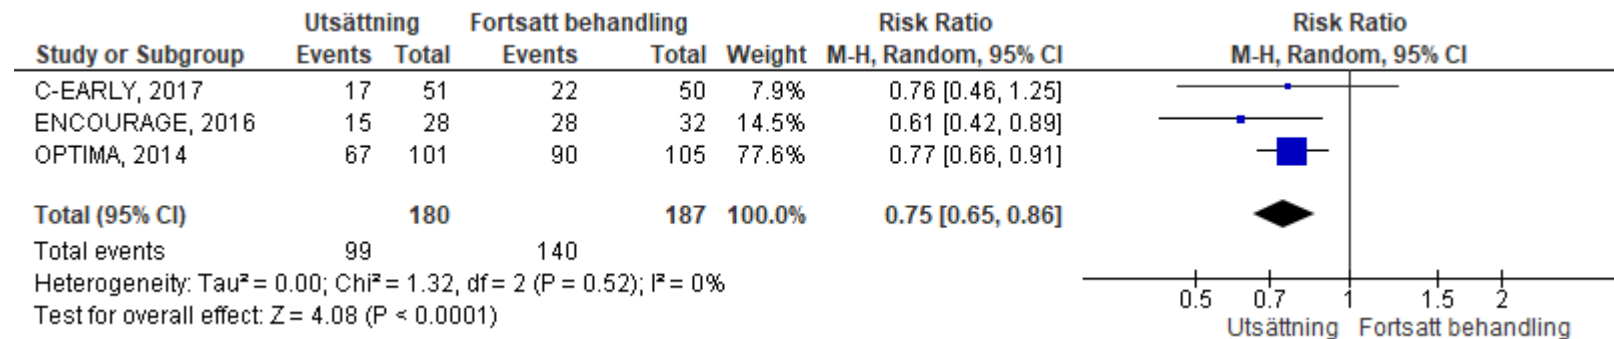 Utsättning Fortsatt behandling Risk Ratio Risk Ratio
Study or Subgroup Events Total Events Total Weight M-H, Random, 95% CI M-H, Random, 95% CI
C-EARLY, 2017 17 51 22 50 7.9% 0.76 [0.46, 1.25]
ENCOURAGE, 2016 15 28 28 32 14.5% 0.61 [0.42, 0.89]
OPTIMA, 2014 67 101 90 105 77.6% 0.77 [0.66, 0.91]
Total (95% CI) 180 187 100.0% 0.75 [0.65, 0.86]
Total events 99 140
Heterogeneity: Tau² = 0.00; Chi² = 1.32, df = 2 (P = 0.52); I² = 0%
Test for overall effect: Z = 4.08 (P < 0.0001)
0.5 0.7 1 1.5 2
Utsättning Fortsatt behandling